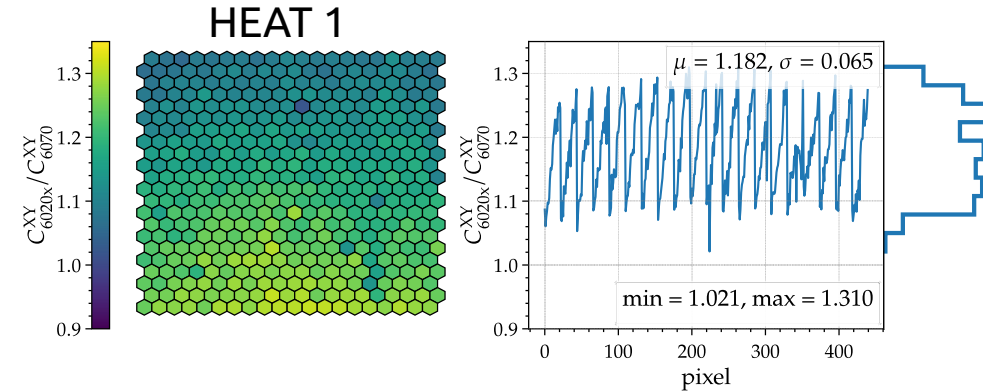 HEAT 1
1.3
1.2
1.1
1.0
0.9
C^XY_6020x/C^XY_6070
μ = 1.182, σ = 0.065
min = 1.021, max = 1.310
1.3
1.2
1.1
1.0
0.9
C^XY_6020x/C^XY_6070
0 100 200 300 400
pixel